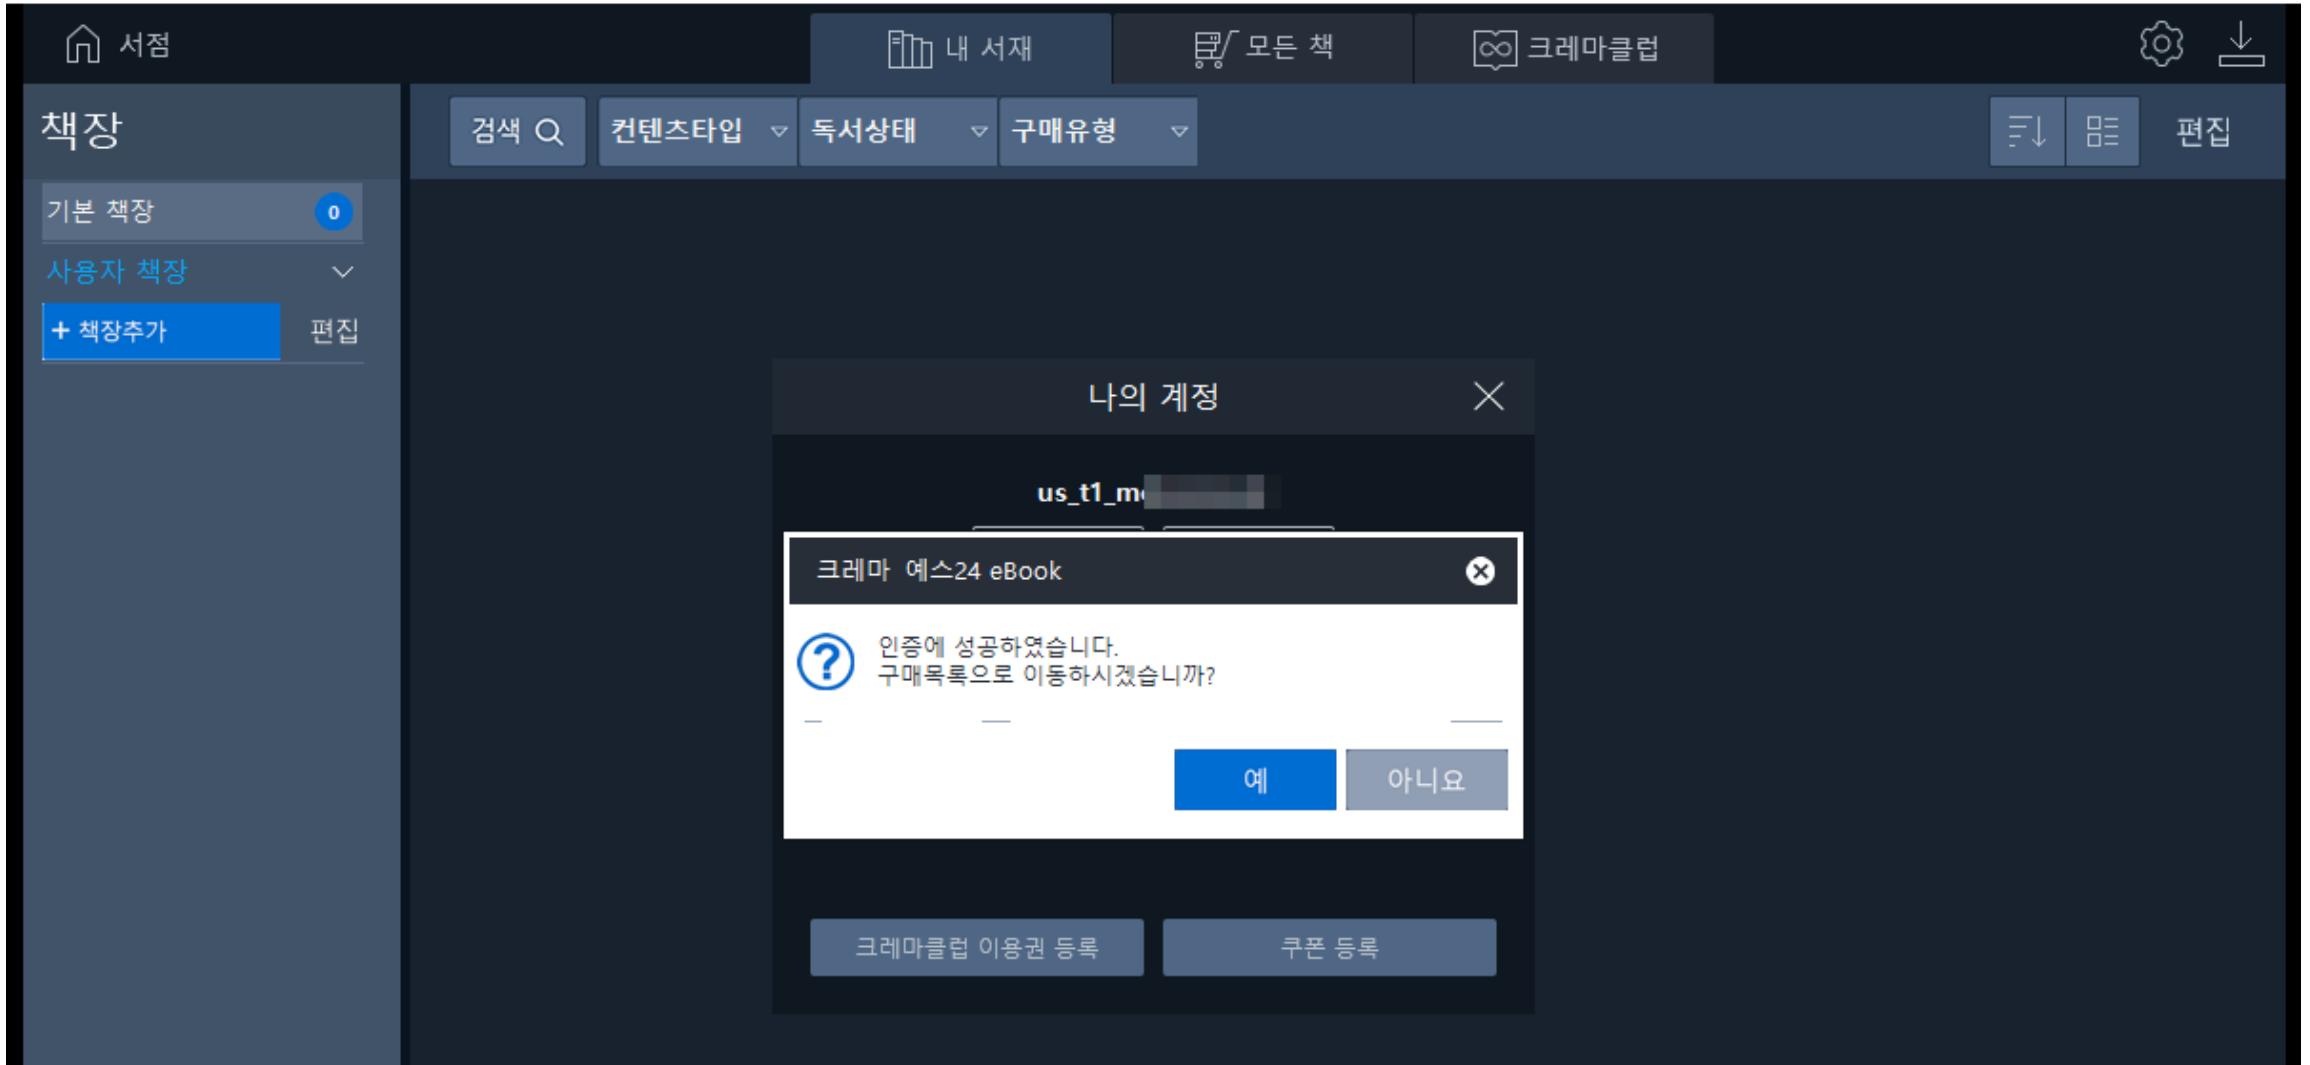 서점
내 서재
모든 책
크레마클럽
책장
검색
컨텐츠타입
독서상태
구매유형
편집
기본 책장
0
사용자 책장
+ 책장추가
편집
나의 계정
us_t1_m
크레마 예스24 eBook
인증에 성공하였습니다.
구매목록으로 이동하시겠습니까?
예
아니요
크레마클럽 이용권 등록
쿠폰 등록